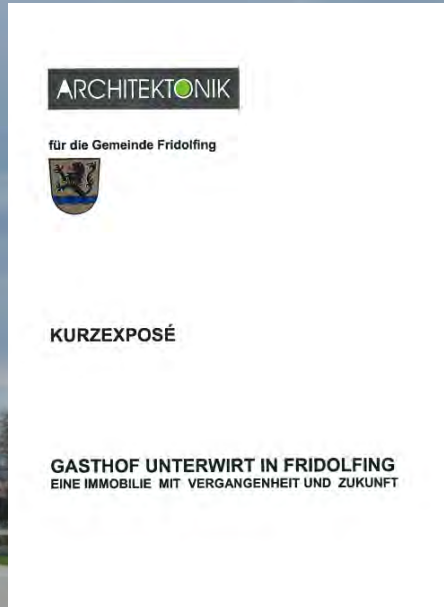 ARCHITEKTONIK
für die Gemeinde Fridolfing
KURZEXPOSÉ
GASTHOF UNTERWIRT IN FRIDOLFING
EINE IMMOBILIE MIT VERGANGENHEIT UND ZUKUNFT